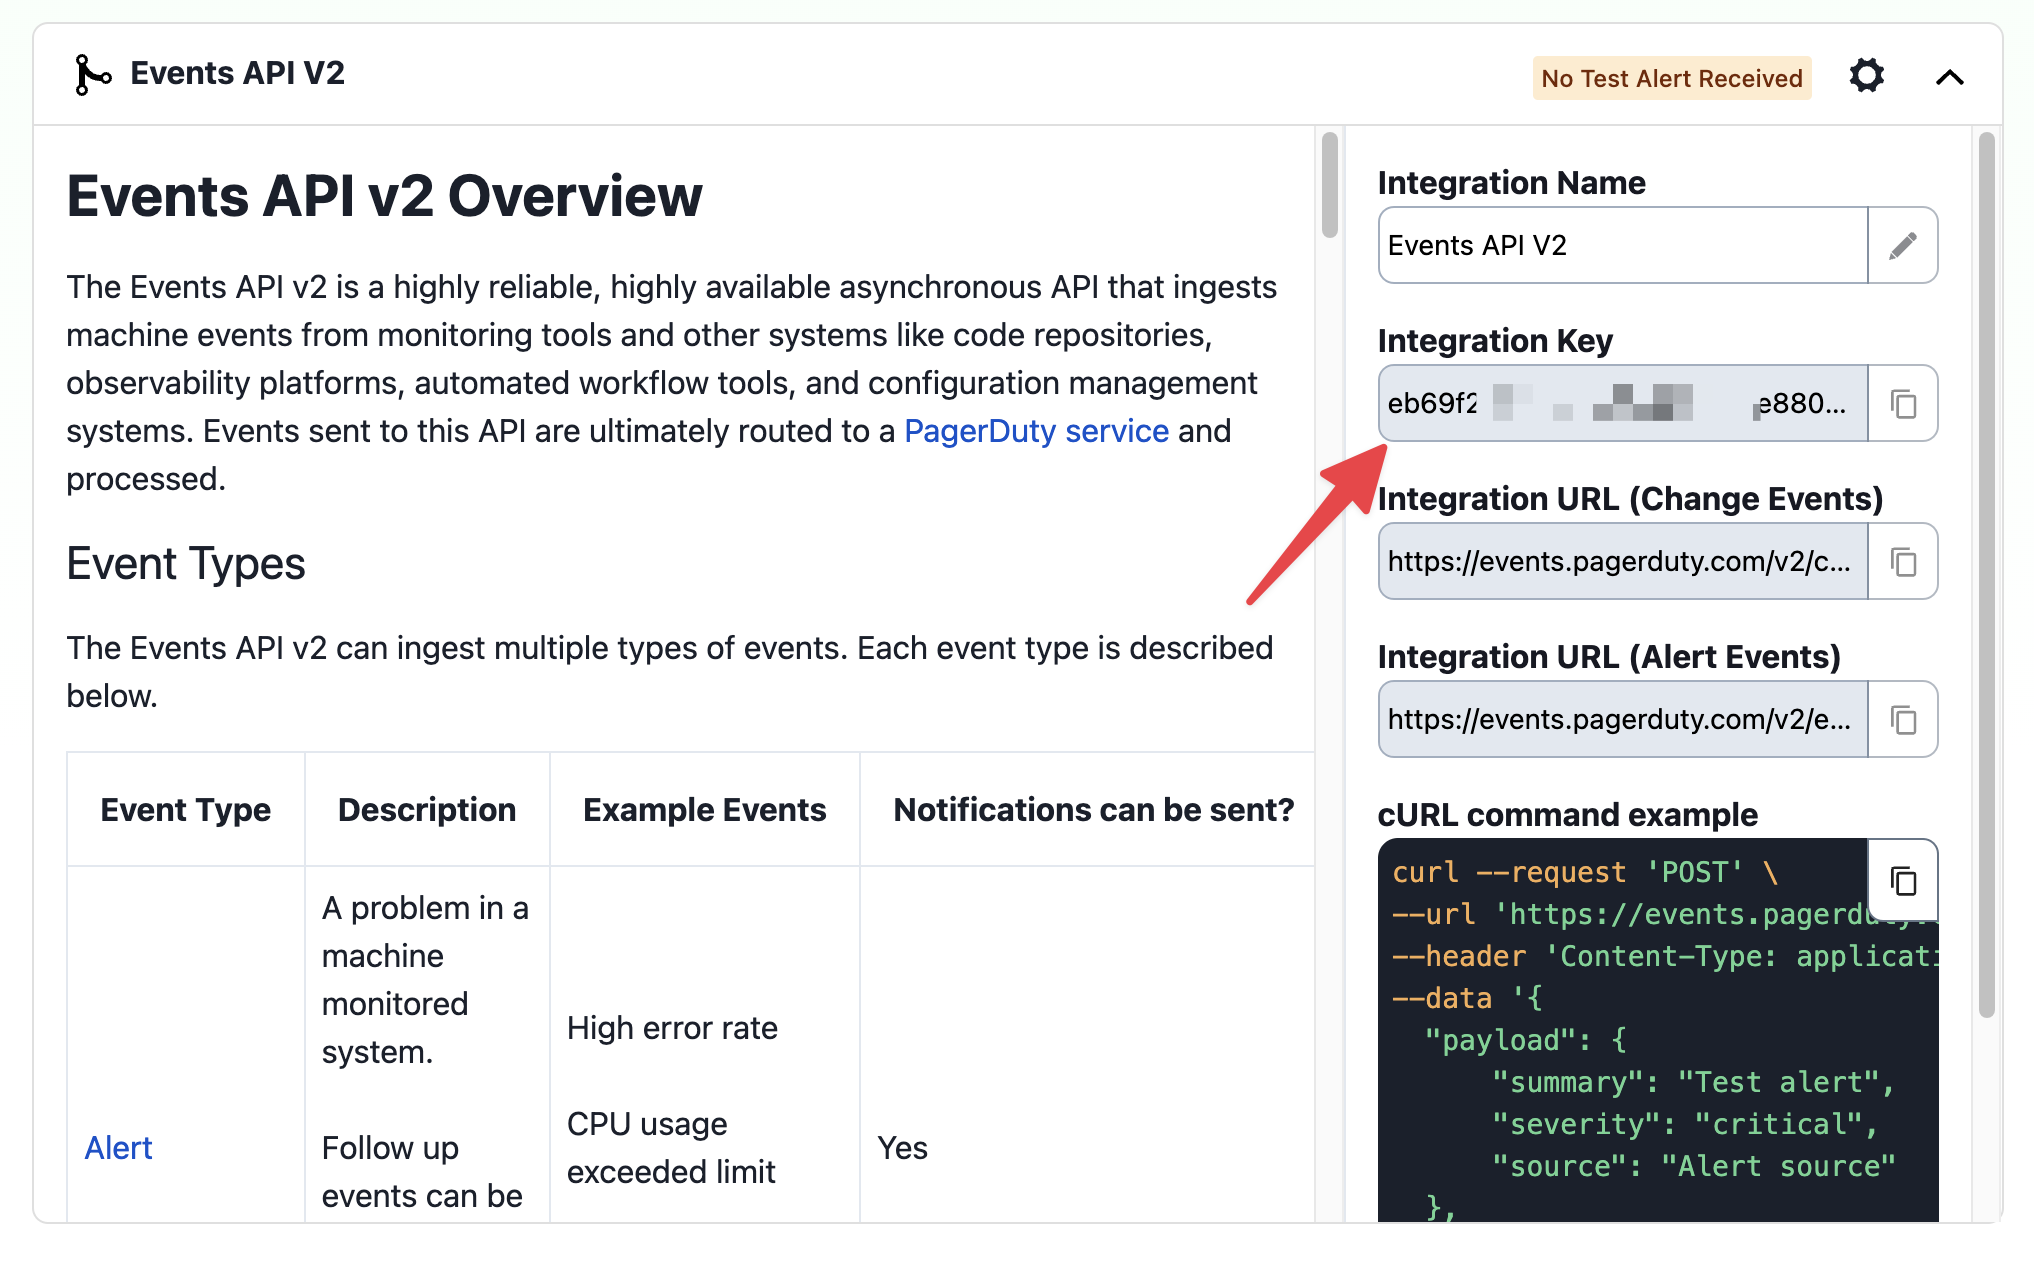 Events API V2
No Test Alert Received
Events API v2 Overview
The Events API v2 is a highly reliable, highly available asynchronous API that ingests
machine events from monitoring tools and other systems like code repositories,
observability platforms, automated workflow tools, and configuration management
systems. Events sent to this API are ultimately routed to a PagerDuty service and
processed.
Event Types
The Events API v2 can ingest multiple types of events. Each event type is described
below.
Event Type
Description
Example Events
Notifications can be sent?
Alert
A problem in a
machine
monitored
system.
Follow up
events can be
High error rate
CPU usage
exceeded limit
Yes
Integration Name
Events API V2
Integration Key
eb69f2 e880...
Integration URL (Change Events)
https://events.pagerduty.com/v2/c...
Integration URL (Alert Events)
https://events.pagerduty.com/v2/e...
cURL command example
curl --request 'POST' \
--url 'https://events.pagerduty.
--header 'Content-Type: applicati
--data '{
"payload": {
"summary": "Test alert",
"severity": "critical",
"source": "Alert source"
},